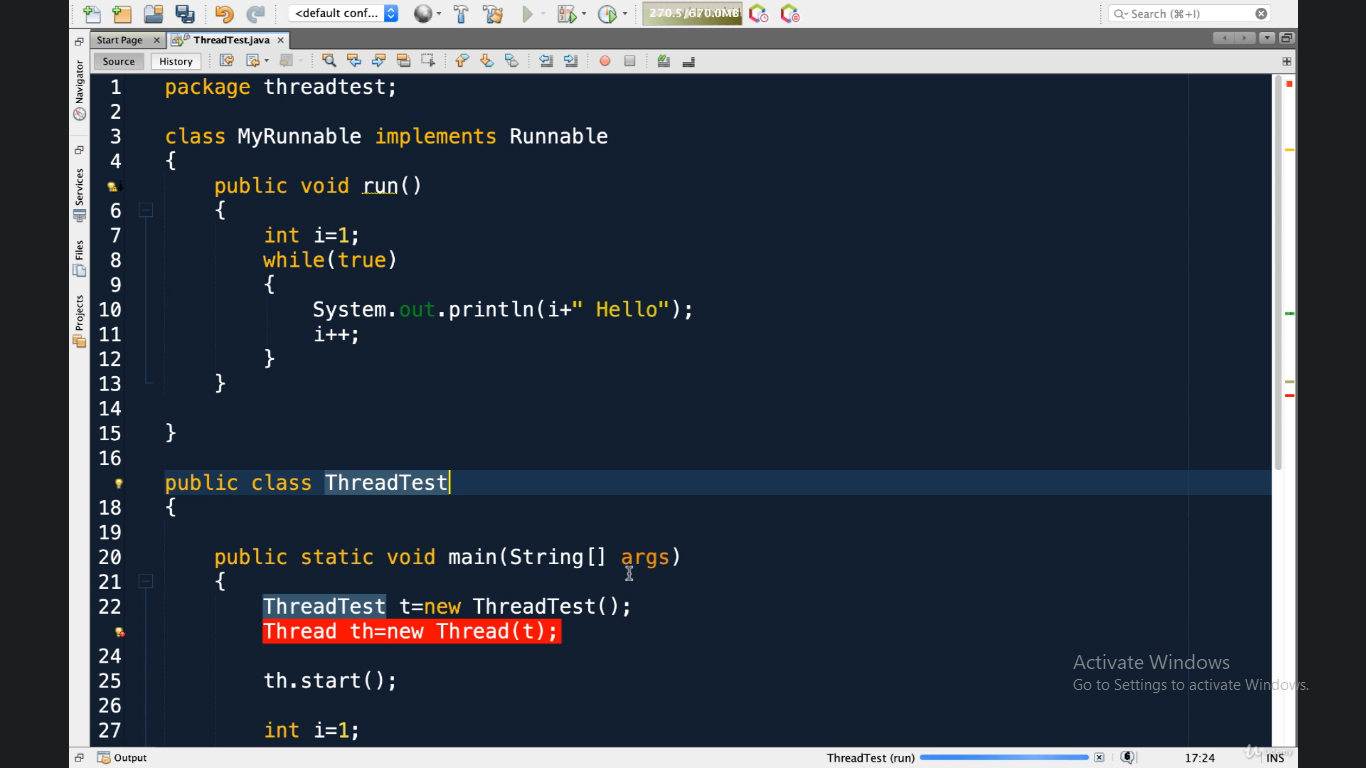 <default conf...
270.5/670.0MB
Search (⌘+I)
Start Page
ThreadTest.java
Source
History
Navigator
Services
Files
Projects
1 package threadtest;
2
3 class MyRunnable implements Runnable
4 {
public void run()
6 {
7 int i=1;
8 while(true)
9 {
10 System.out.println(i+" Hello");
11 i++;
12 }
13 }
14
15 }
16
public class ThreadTest
18 {
19
20 public static void main(String[] args)
21 {
22 ThreadTest t=new ThreadTest();
Thread th=new Thread(t);
24
25 th.start();
26
27 int i=1;
Activate Windows
Go to Settings to activate Windows.
Output
ThreadTest (run)
17:24
INS